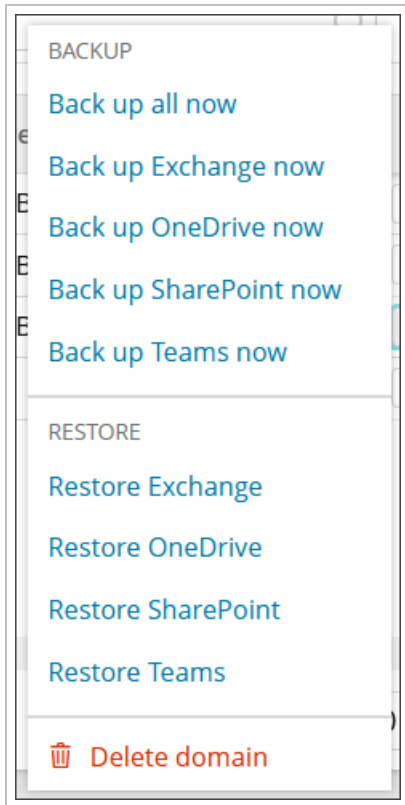 BACKUP
Back up all now
Back up Exchange now
Back up OneDrive now
Back up SharePoint now
Back up Teams now
RESTORE
Restore Exchange
Restore OneDrive
Restore SharePoint
Restore Teams
Delete domain